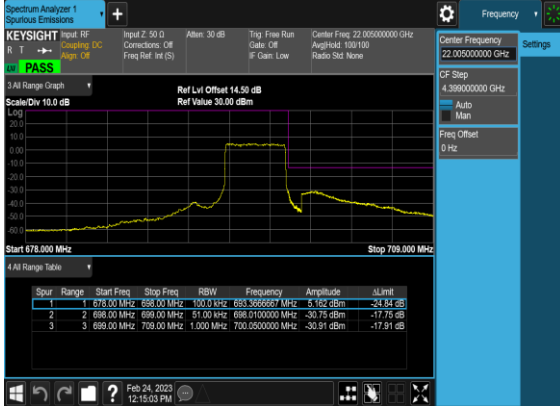 Spectrum Analyzer 1
Spurious Emissions
+
Frequency
Settings
KEYSIGHT
R T
PASS
Input: RF
Coupling: DC
Align: Off
Input Z: 50 Ω
Corrections: Off
Freq Ref: Int (S)
Atten: 30 dB
Trig: Free Run
Gate: Off
IF Gain: Low
Center Freq: 22.005000000 GHz
Avg|Hold: 100/100
Radio Std: None
Center Frequency
22.005000000 GHz
CF Step
4.399000000 GHz
Auto
Man
Freq Offset
0 Hz
3.All Range Graph
Scale/Div 10.0 dB
Ref Lvl Offset 14.50 dB
Ref Value 30.00 dBm
Log
20.0
10.0
0.00
-10.0
-20.0
-30.0
-40.0
-50.0
-60.0
Start 678.000 MHz
Stop 709.000 MHz
4.All Range Table
Spur Range Start Freq Stop Freq RBW Frequency Amplitude ΔLimit
1 1 678.00 MHz 698.00 MHz 100.0 kHz 693.3666667 MHz 5.162 dBm -24.84 dB
2 2 698.00 MHz 699.00 MHz 51.00 kHz 698.0100000 MHz -30.75 dBm -17.75 dB
3 3 699.00 MHz 709.00 MHz 1.000 MHz 700.0500000 MHz -30.91 dBm -17.91 dB
?
Feb 24, 2023
12:15:03 PM